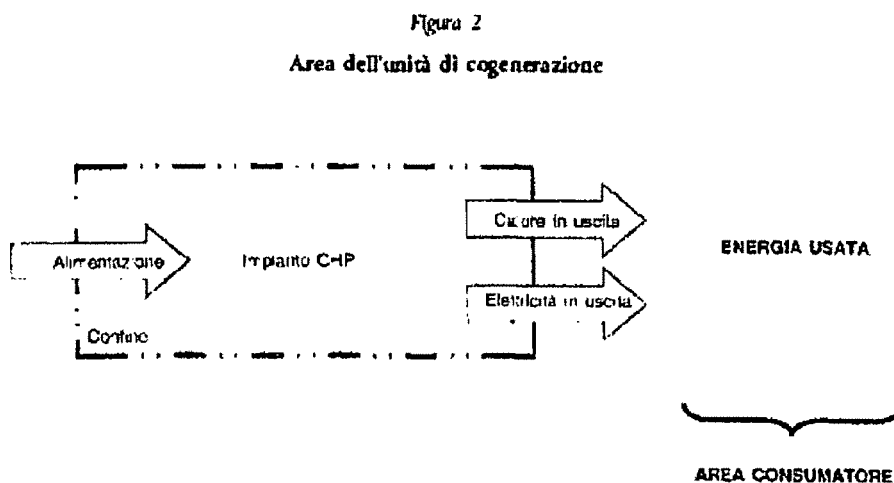 Figura 2
Area dell'unità di cogenerazione
Calore in uscita
ENERGIA USATA
Alimentazione
Impianto CHP
Elettricità in uscita
Confine
AREA CONSUMATORE